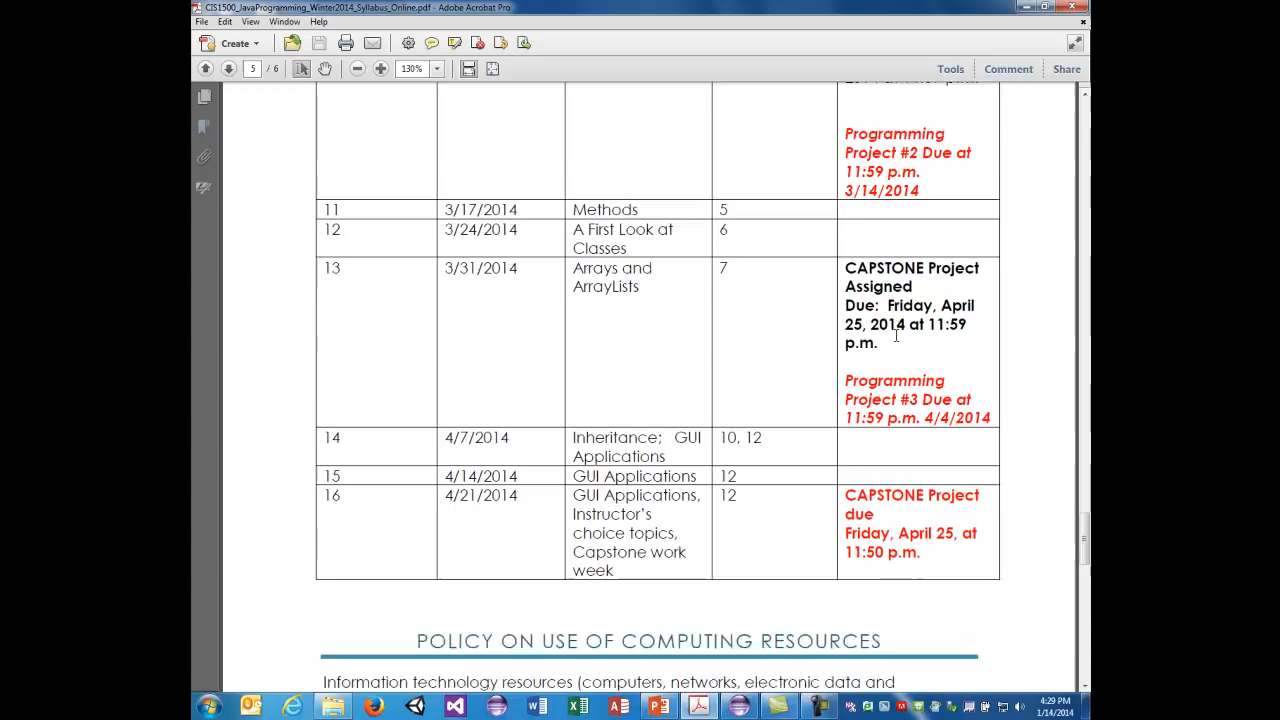 CIS1500_JavaProgramming_Winter2014_Syllabus_Online.pdf - Adobe Acrobat Pro
File Edit View Window Help
Create
5 / 6 130% Tools Comment Share
Programming
Project #2 Due at
11:59 p.m.
3/14/2014
11 3/17/2014 Methods 5
12 3/24/2014 A First Look at 6
Classes
13 3/31/2014 Arrays and 7 CAPSTONE Project
ArrayLists Assigned
Due: Friday, April
25, 2014 at 11:59
p.m.
Programming
Project #3 Due at
11:59 p.m. 4/4/2014
14 4/7/2014 Inheritance; GUI 10, 12
Applications
15 4/14/2014 GUI Applications 12
16 4/21/2014 GUI Applications, 12 CAPSTONE Project
Instructor's due
choice topics, Friday, April 25, at
Capstone work 11:50 p.m.
week
POLICY ON USE OF COMPUTING RESOURCES
Information technology resources (computers, networks, electronic data and
4:29 PM
1/14/2014